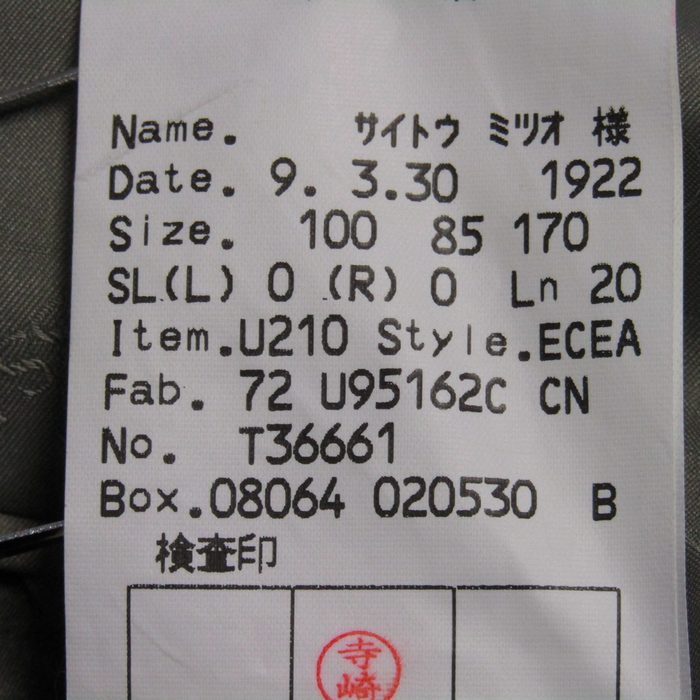 Name. サイトウ ミツオ 様
Date. 9. 3.30 1922
Size. 100 85 170
SL(L) 0 (R) 0 Ln 20
Item.U210 Style.ECEA
Fab. 72 U95162C CN
No. T36661
Box.08064 020530 B
検査印
寺
崎